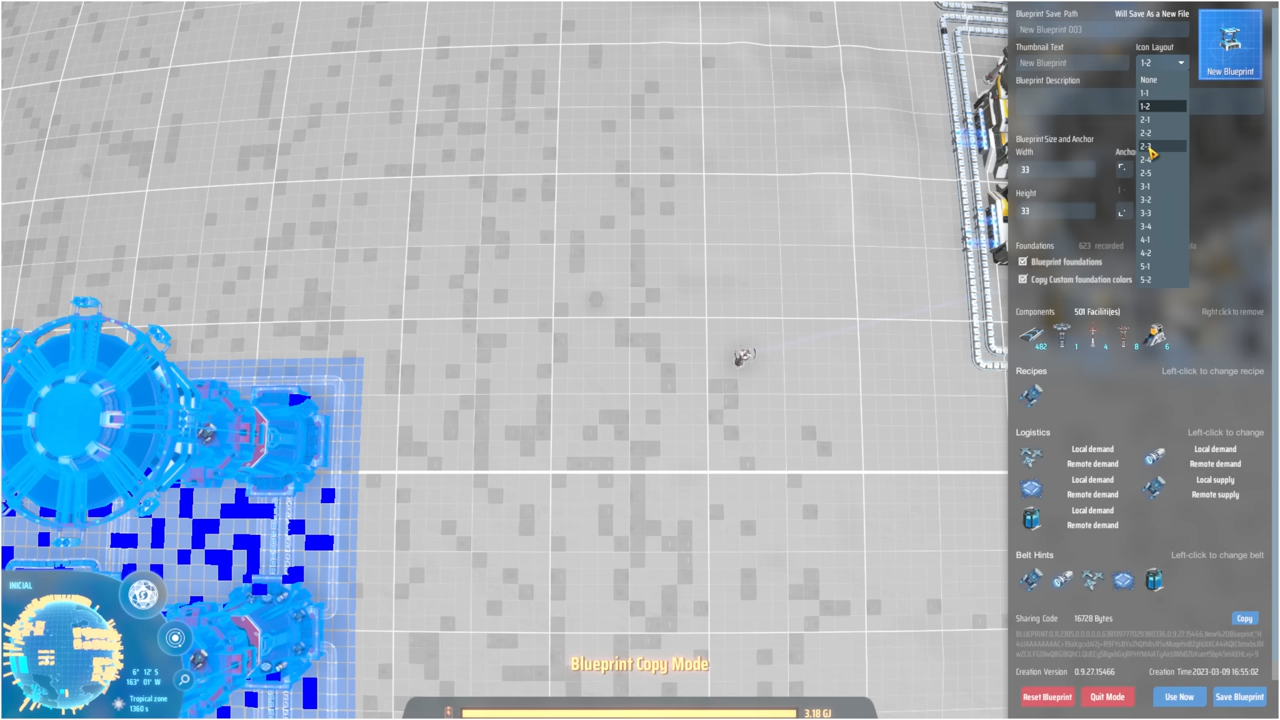 Blueprint Save Path
Will Save As a New File
New Blueprint 003
Thumbnail Text
Icon Layout
New Blueprint
1-2
New Blueprint
Blueprint Description
None
1-1
1-2
2-1
2-2
2-3
2-4
2-5
3-1
3-2
3-3
3-4
4-1
4-2
5-1
5-2
Blueprint Size and Anchor
Width
Ancho
33
Height
33
Foundations
623 recorded
Blueprint foundations
Copy Custom foundation colors
Components
501 Faciliti(es)
Right click to remove
482 1 4 8 6
Recipes
Left-click to change recipe
Logistics
Left-click to change
Local demand
Remote demand
Local demand
Remote demand
Local demand
Remote demand
Local supply
Remote supply
Local demand
Remote demand
Belt Hints
Left-click to change belt
Sharing Code
16728 Bytes
Copy
Creation Version
0.9.27.15466
Creation Time 2023-03-09 16:55:02
Reset Blueprint
Quit Mode
Use Now
Save Blueprint
INICIAL
6° 12' S
163° 01' W
Tropical zone
1360 s
Blueprint Copy Mode
3.18 GJ